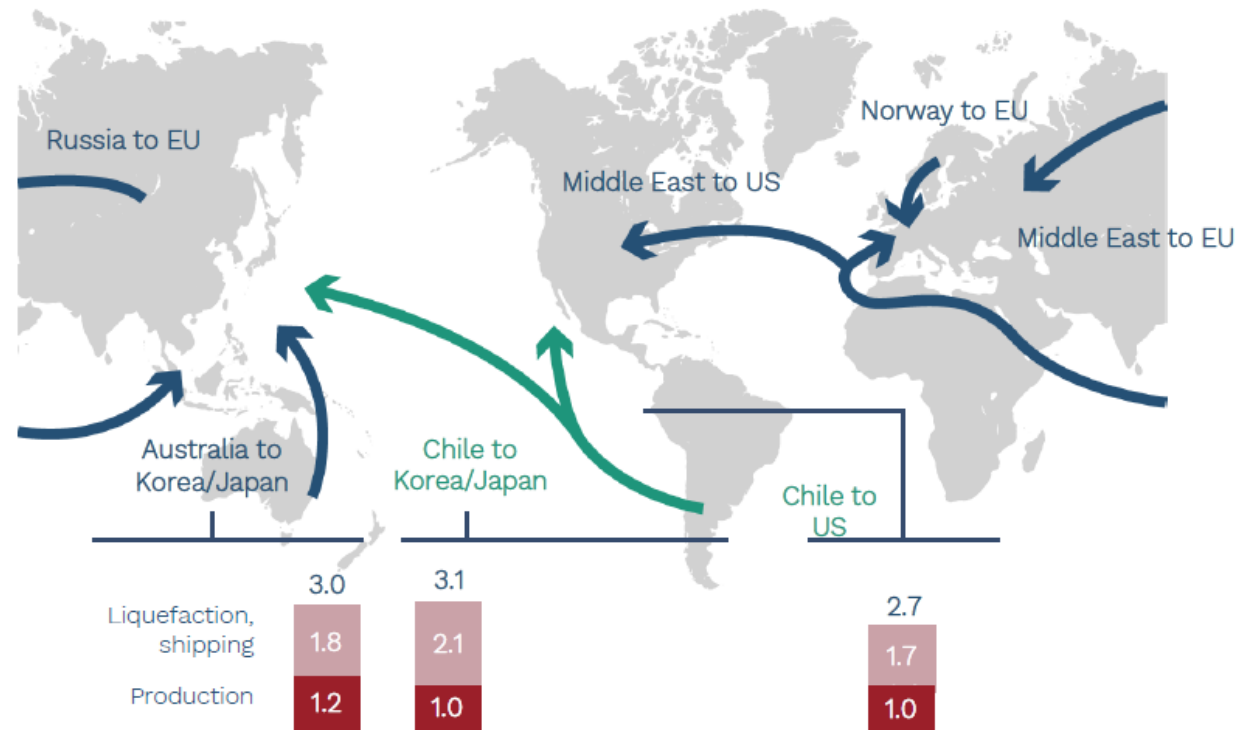 Norway to EU
Russia to EU
Middle East to US
Middle East to EU
Australia to
Korea/Japan
Chile to
Korea/Japan
Chile to
US
3.0
3.1
2.7
Liquefaction,
shipping
1.8
2.1
1.7
Production
1.2
1.0
1.0